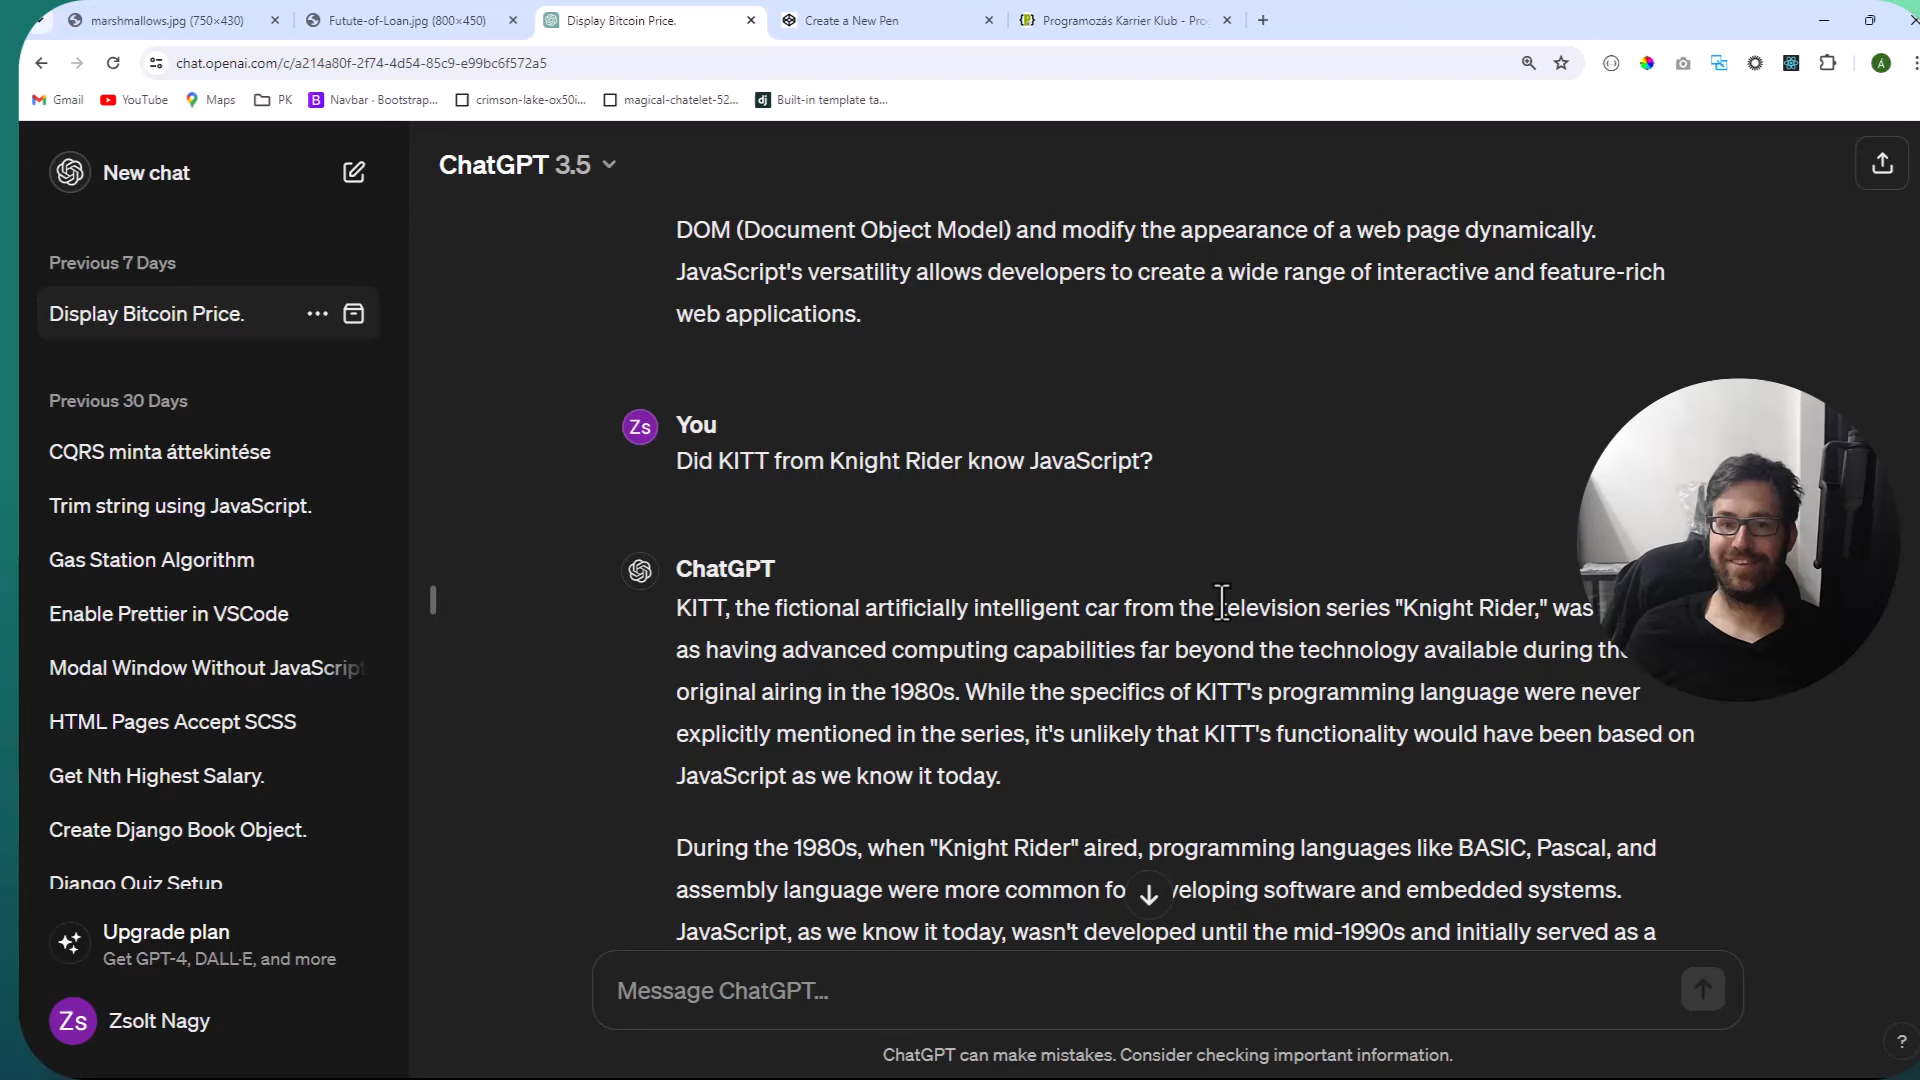 marshmallows.jpg (750×430)
Futute-of-Loan.jpg (800×450)
Display Bitcoin Price.
Create a New Pen
Programozás Karrier Klub - Pro
chat.openai.com/c/a214a80f-2f74-4d54-85c9-e99bc6f572a5
Á
Gmail
YouTube
Maps
PK
B Navbar · Bootstrap...
crimson-lake-ox50i...
magical-chatelet-52...
dj Built-in template ta...
New chat
ChatGPT 3.5
Previous 7 Days
Display Bitcoin Price.
Previous 30 Days
CQRS minta áttekintése
Trim string using JavaScript.
Gas Station Algorithm
Enable Prettier in VSCode
Modal Window Without JavaScript
HTML Pages Accept SCSS
Get Nth Highest Salary.
Create Django Book Object.
Django Quiz Setup
Upgrade plan
Get GPT-4, DALL·E, and more
Zs Zsolt Nagy
DOM (Document Object Model) and modify the appearance of a web page dynamically.
JavaScript's versatility allows developers to create a wide range of interactive and feature-rich
web applications.
Zs You
Did KITT from Knight Rider know JavaScript?
ChatGPT
KITT, the fictional artificially intelligent car from the television series "Knight Rider," was
as having advanced computing capabilities far beyond the technology available during
original airing in the 1980s. While the specifics of KITT's programming language were never
explicitly mentioned in the series, it's unlikely that KITT's functionality would have been based on
JavaScript as we know it today.
During the 1980s, when "Knight Rider" aired, programming languages like BASIC, Pascal, and
assembly language were more common fo veloping software and embedded systems.
JavaScript, as we know it today, wasn't developed until the mid-1990s and initially served as a
Message ChatGPT...
ChatGPT can make mistakes. Consider checking important information.
?